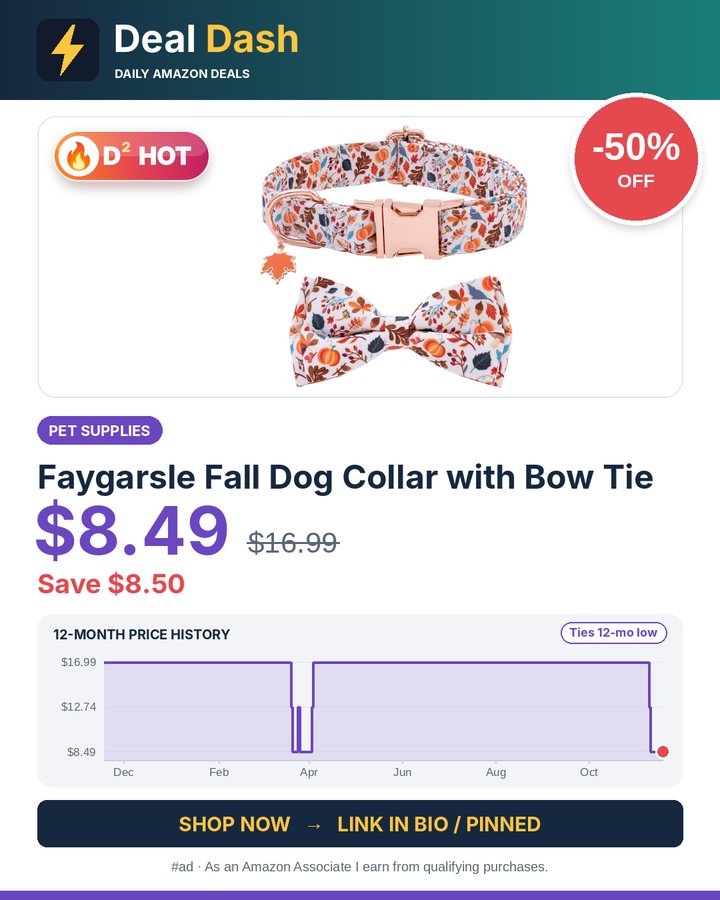 Deal Dash
DAILY AMAZON DEALS
-50%
OFF
D² HOT
PET SUPPLIES
Faygarsle Fall Dog Collar with Bow Tie
$8.49 $16.99
Save $8.50
12-MONTH PRICE HISTORY
Ties 12-mo low
$16.99
$12.74
$8.49
Dec Feb Apr Jun Aug Oct
SHOP NOW → LINK IN BIO / PINNED
#ad · As an Amazon Associate I earn from qualifying purchases.